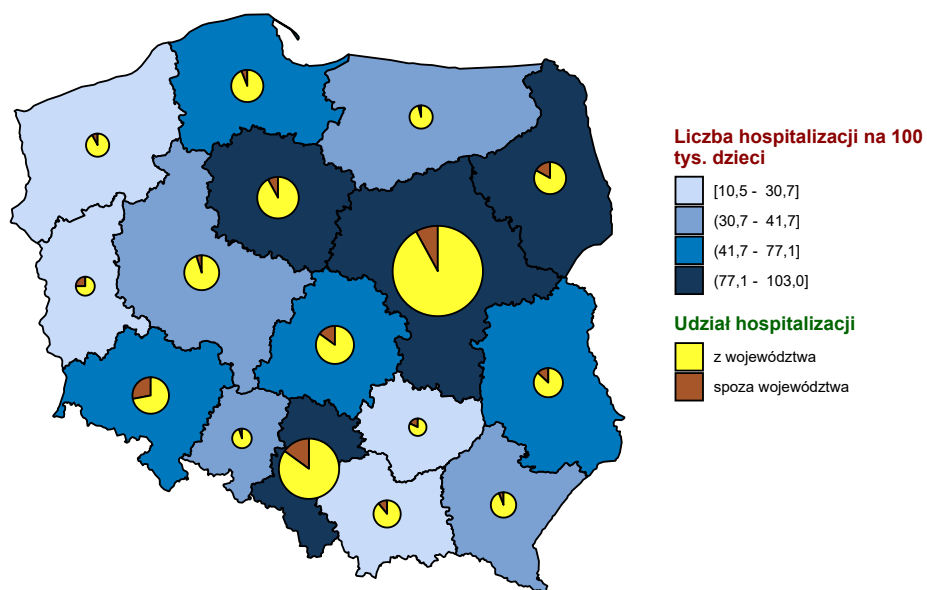 Liczba hospitalizacji na 100
tys. dzieci
[10,5 - 30,7]
(30,7 - 41,7]
(41,7 - 77,1]
(77,1 - 103,0]
Udział hospitalizacji
z województwa
spoza województwa